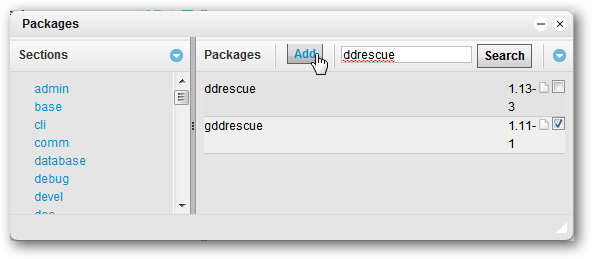 Packages
Sections
Packages Add ddrescue Search
admin
base
cli
comm
database
debug
devel
ddrescue 1.13-
3
gddrescue 1.11-
1